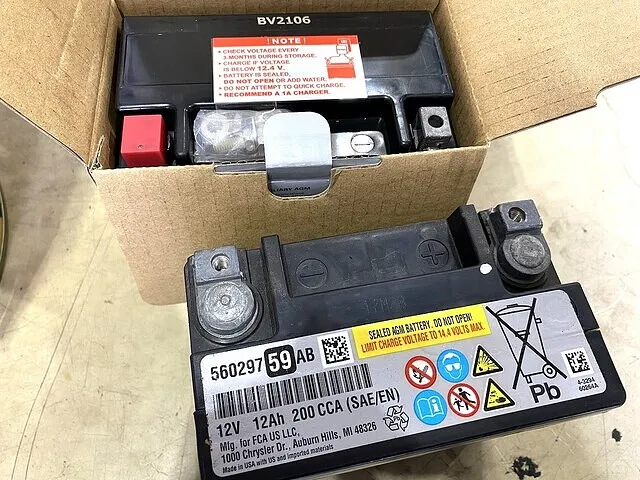 BV2106
! NOTE !
• CHECK VOLTAGE EVERY
3-MONTHS DURING STORAGE.
• CHARGE IF VOLTAGE
IS BELOW 12.4 V.
• BATTERY IS SEALED,
DO NOT OPEN OR ADD WATER.
• DO NOT ATTEMPT TO QUICK CHARGE.
• RECOMMEND A 1A CHARGER.
SEALED AGM BATTERY. DO NOT OPEN!
LIMIT CHARGE VOLTAGE TO 14.4 VOLTS MAX.
56029759AB
12V 12Ah 200 CCA (SAE/EN)
Mfg. for FCA US LLC,
1000 Chrysler Dr., Auburn Hills, MI 48326
Made in USA with US and imported materials
Pb
4-3294
60264A